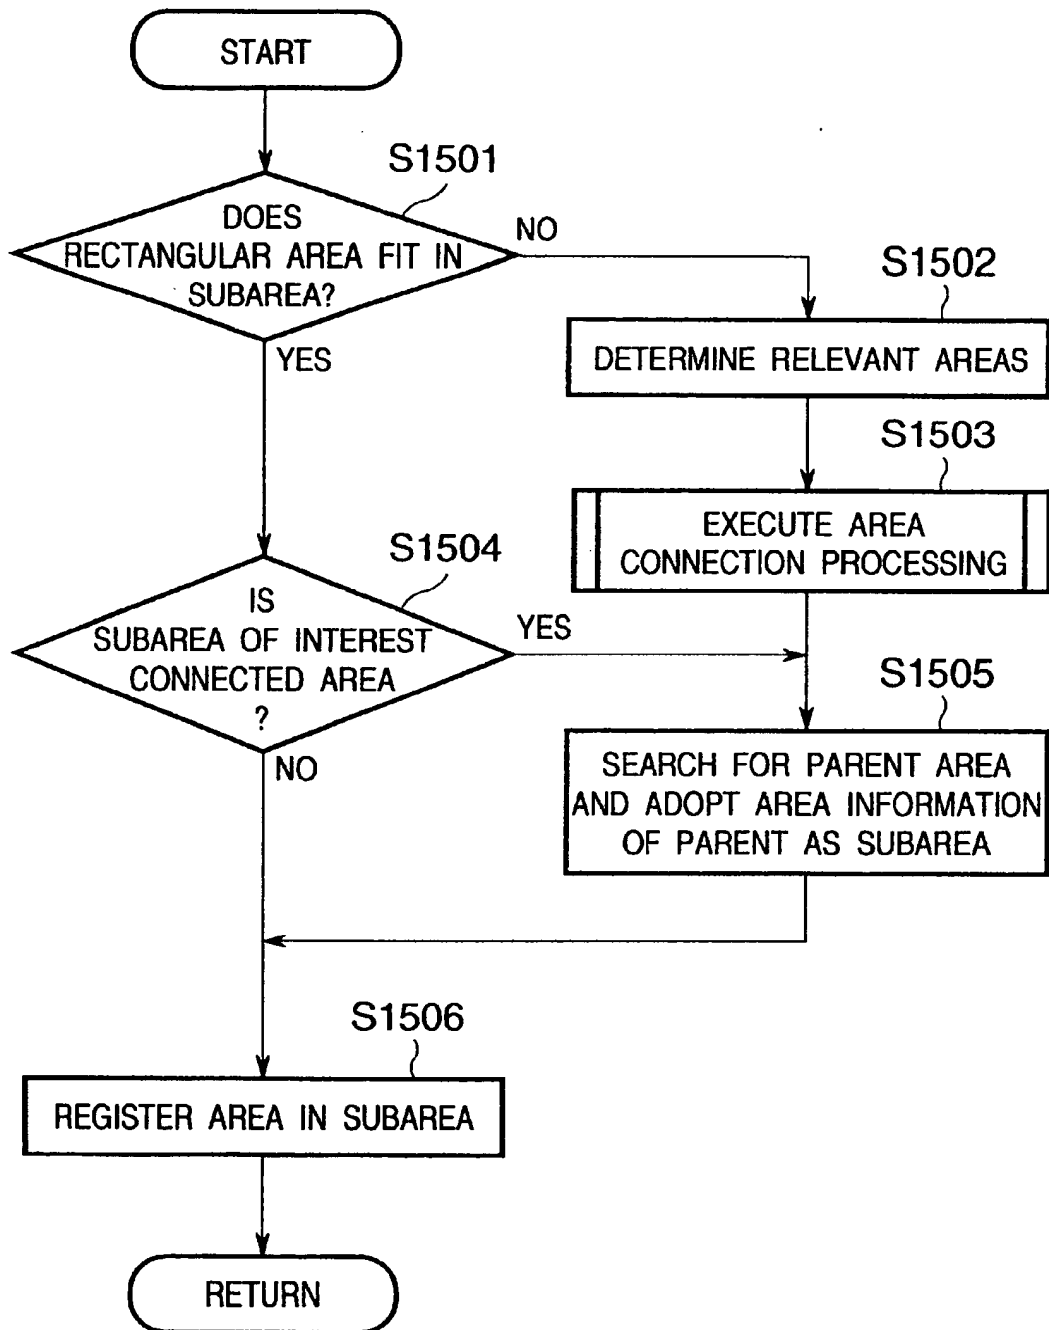 START
S1501
DOES
RECTANGULAR AREA FIT IN
SUBAREA?
NO
YES
S1502
DETERMINE RELEVANT AREAS
S1503
EXECUTE AREA
CONNECTION PROCESSING
S1504
IS
SUBAREA OF INTEREST
CONNECTED AREA
?
YES
NO
S1505
SEARCH FOR PARENT AREA
AND ADOPT AREA INFORMATION
OF PARENT AS SUBAREA
S1506
REGISTER AREA IN SUBAREA
RETURN